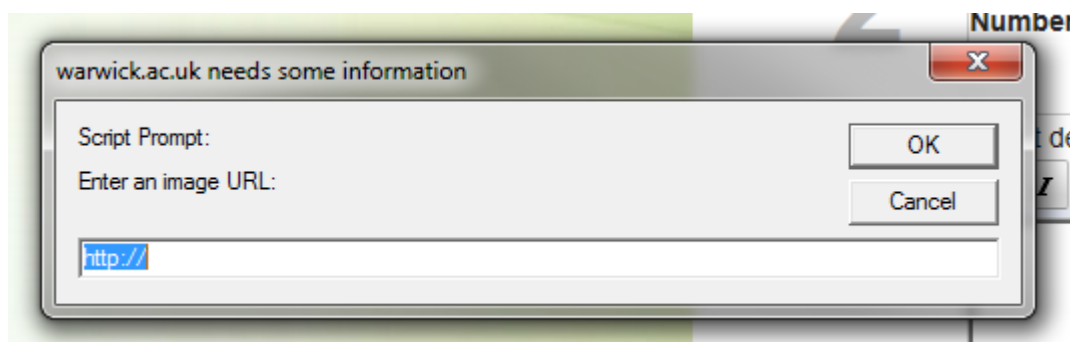 Number
warwick.ac.uk needs some information
Script Prompt:
OK
Enter an image URL:
Cancel
I
http://